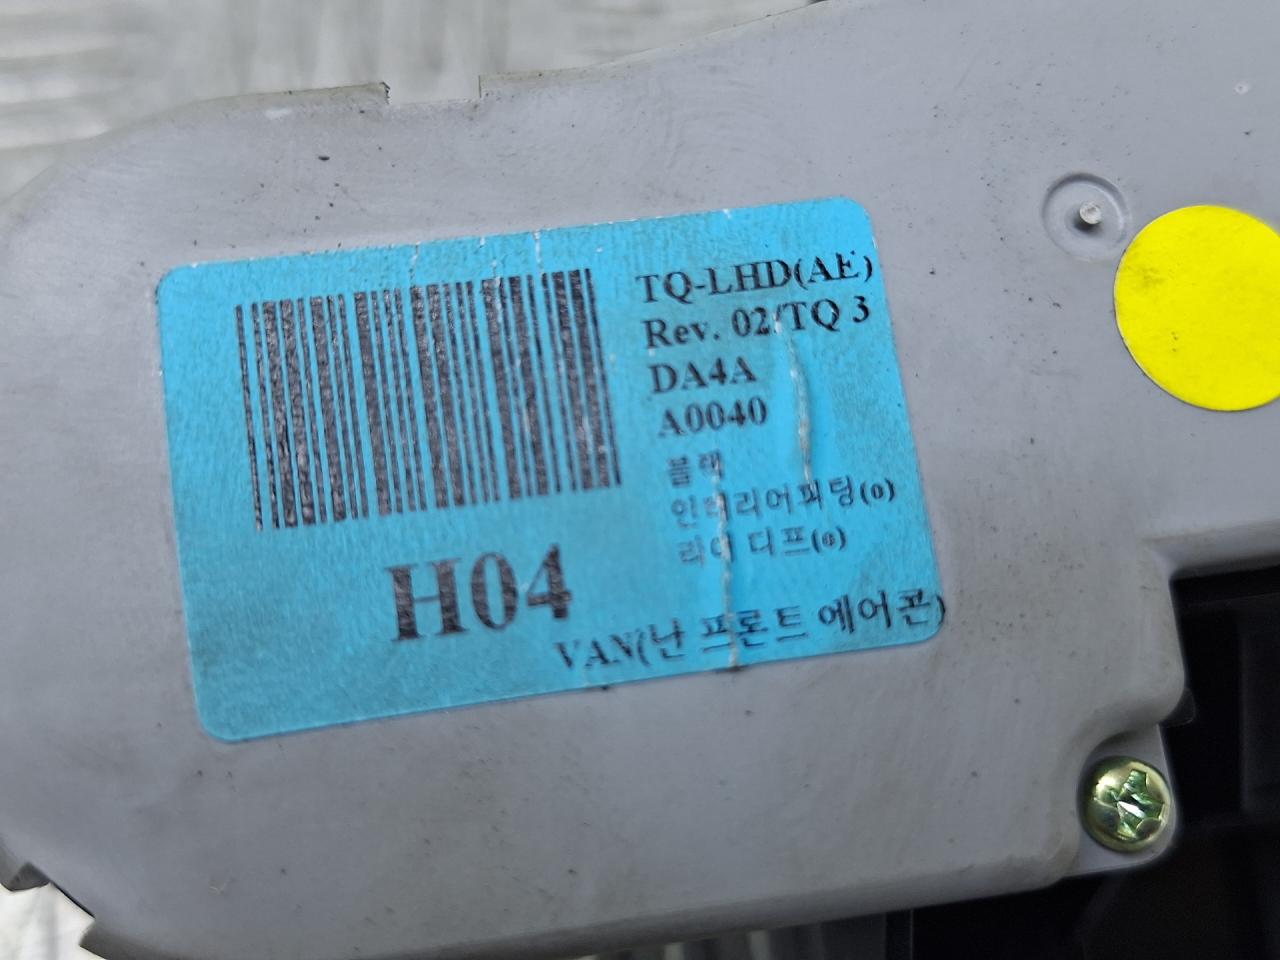 TQ-LHD(AE)
Rev. 02/TQ 3
DA4A
A0040
블랙
인테리어피팅(0)
리어 디프(0)
H04
VAN(난 프론트 에어콘)